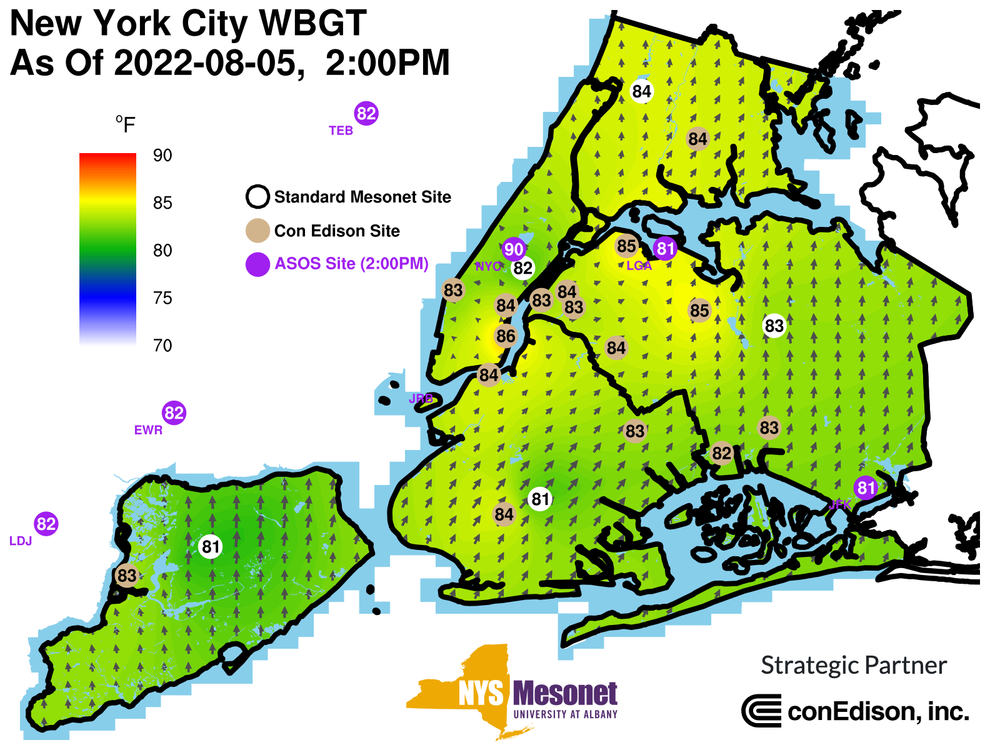 New York City WBGT
As Of 2022-08-05,  2:00PM
°F
90
85
80
75
70
Standard Mesonet Site
Con Edison Site
ASOS Site (2:00PM)
82
TEB
84
84
90
NYC
82
85
81
LGA
83
84
83
84
83
85
83
86
84
84
JRB
82
EWR
83
83
82
81
JFK
81
84
82
LDJ
81
83
NYS Mesonet
UNIVERSITY AT ALBANY
Strategic Partner
conEdison, inc.